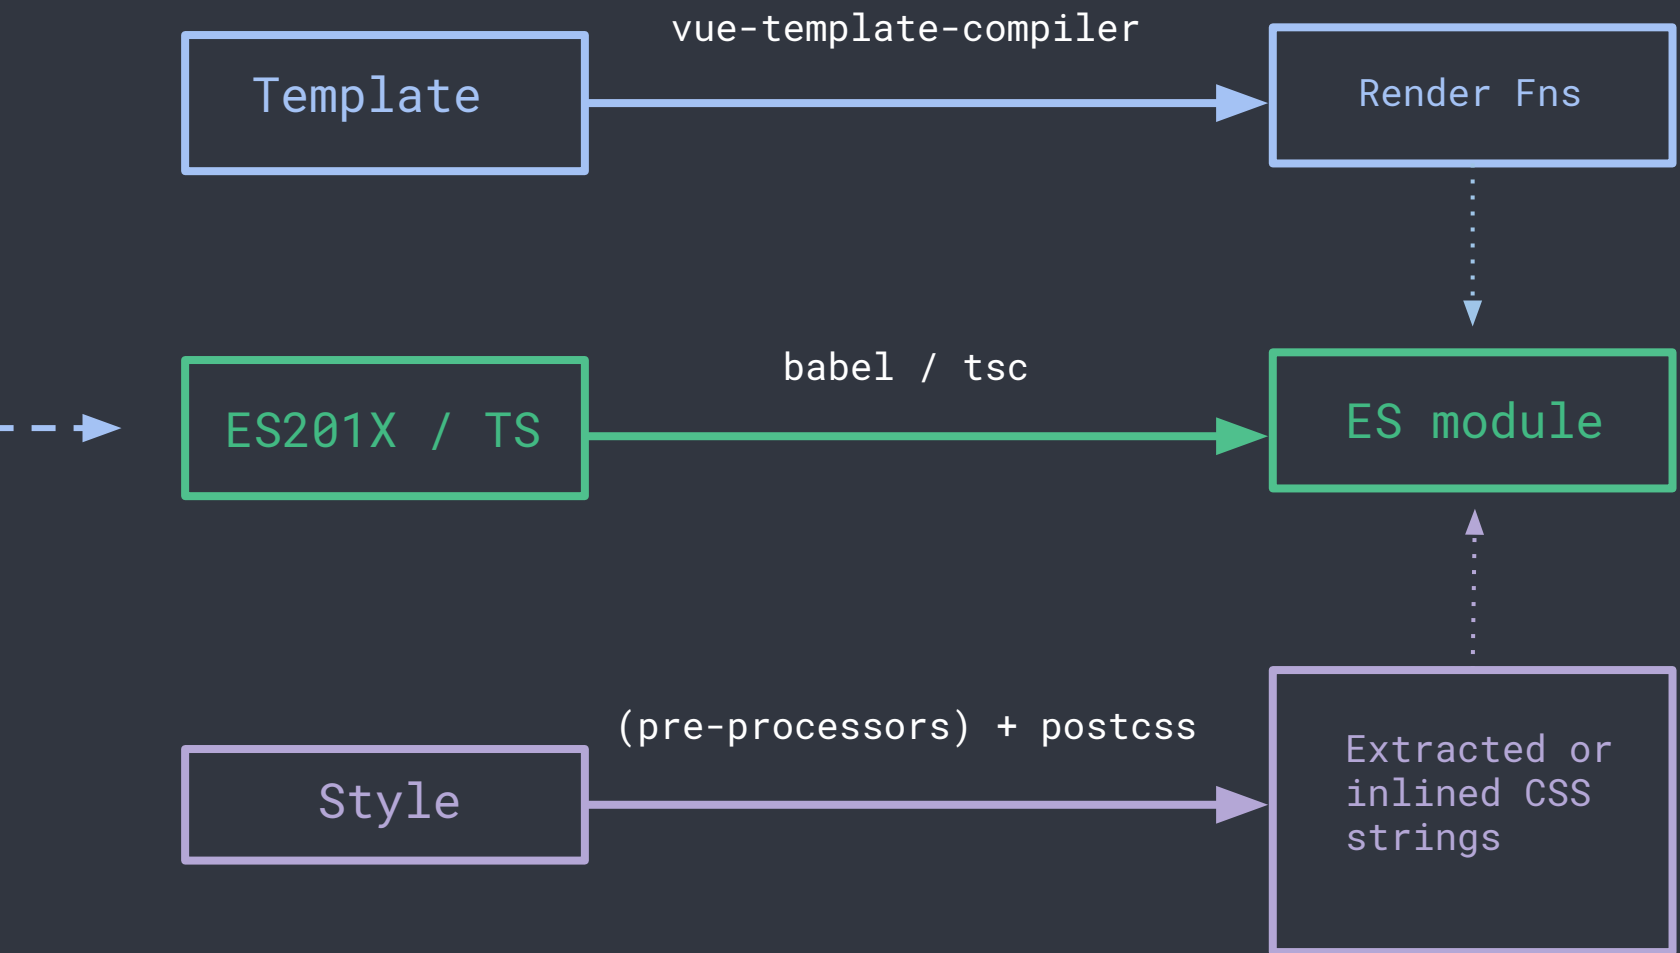 vue-template-compiler
Template
Render Fns
babel / tsc
ES201X / TS
ES module
(pre-processors) + postcss
Style
Extracted or
inlined CSS
strings